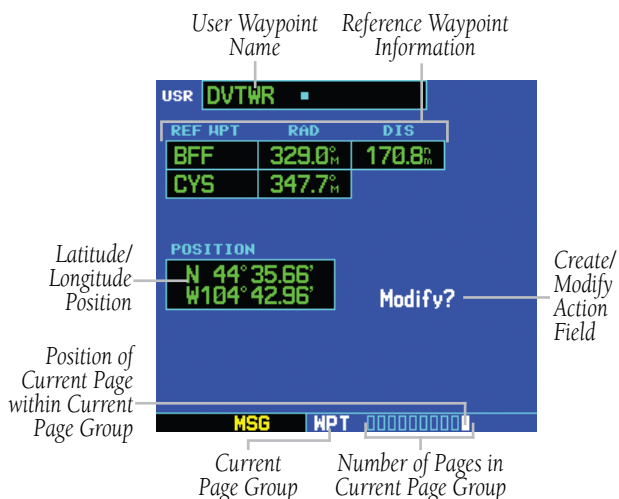 User Waypoint
Name
Reference Waypoint
Information
USR DVTWR
REF WPT RAD DIS
BFF 329.0°M 170.8nm
CYS 347.7°M
Latitude/
Longitude
Position
POSITION
N 44°35.66'
W104°42.96'
Modify?
Create/
Modify
Action
Field
Position of
Current Page
within Current
Page Group
MSG WPT
Current
Page Group
Number of Pages in
Current Page Group